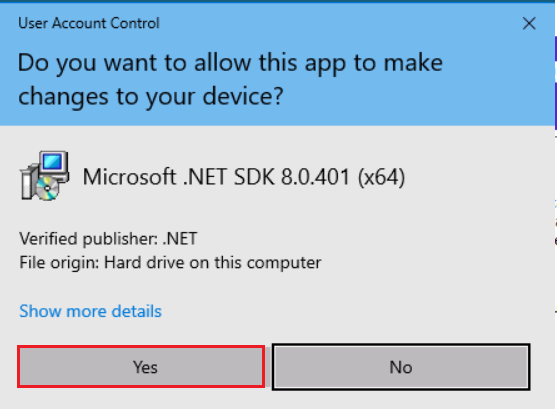 User Account Control
Do you want to allow this app to make
changes to your device?
Microsoft .NET SDK 8.0.401 (x64)
Verified publisher: .NET
File origin: Hard drive on this computer
Show more details
Yes
No